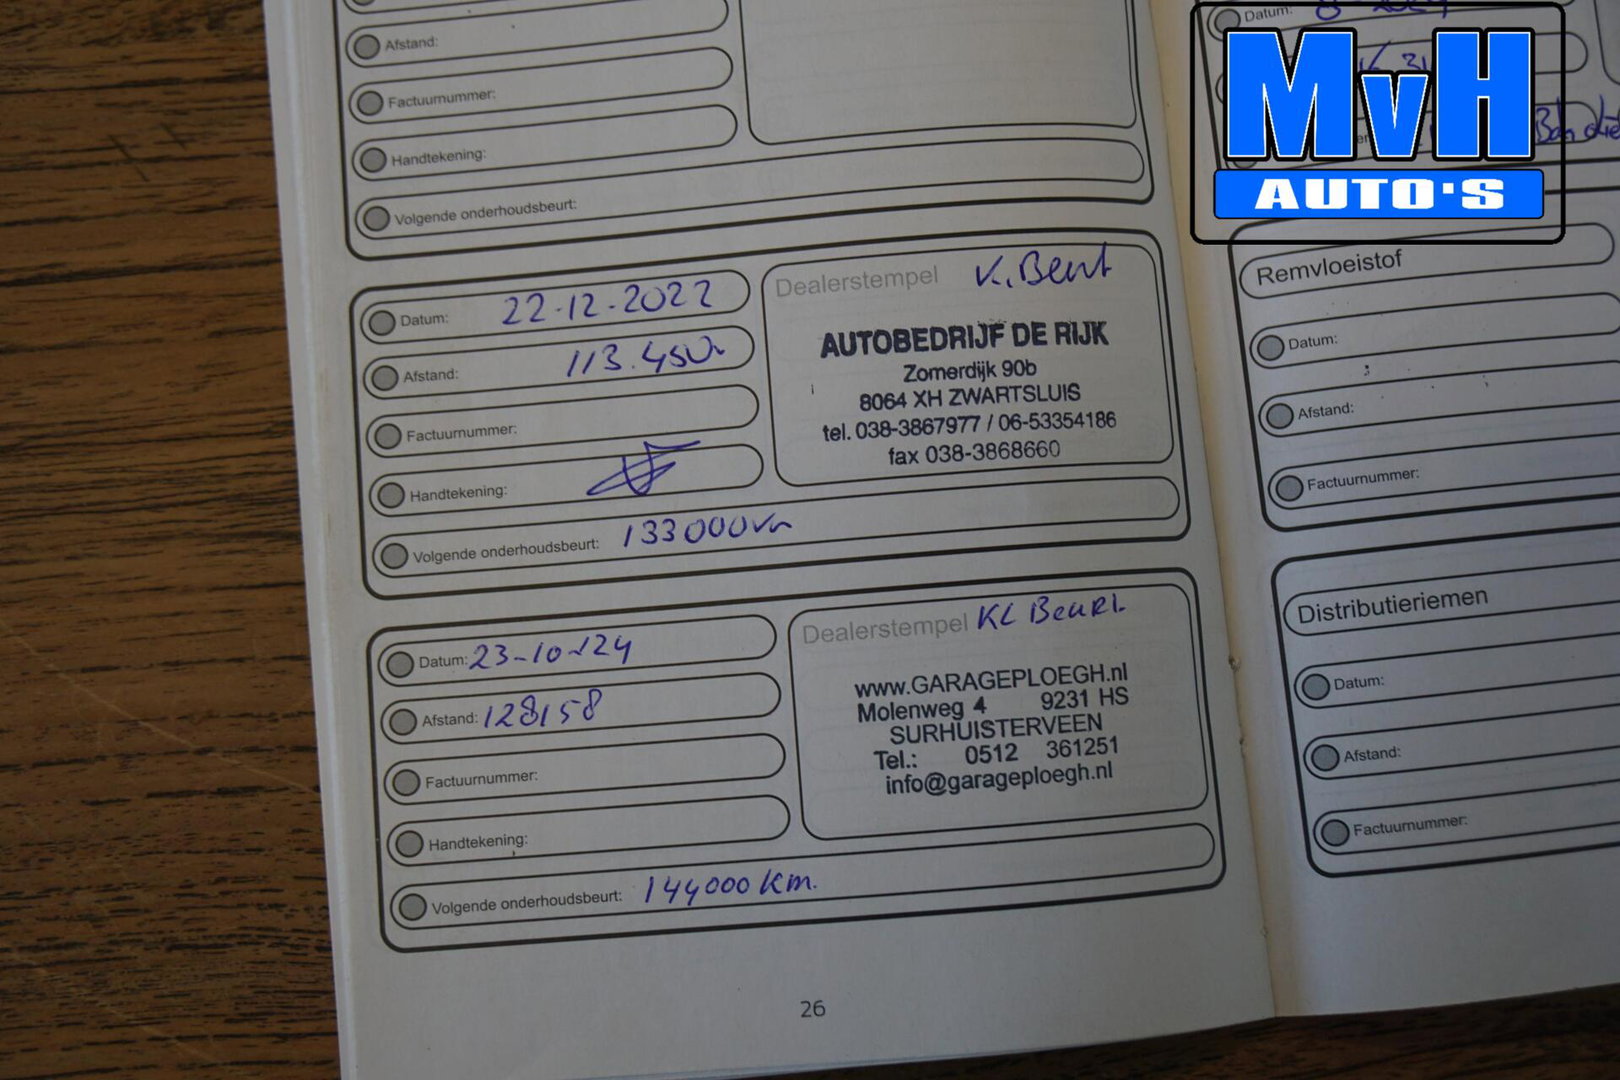 Afstand:
Factuurnummer:
Handtekening:
Volgende onderhoudsbeurt:
Datum: 22-12-2022
Afstand: 113.450
Factuurnummer:
Handtekening:
Volgende onderhoudsbeurt: 133000
Dealerstempel K. Beurt
AUTOBEDRIJF DE RIJK
Zomerdijk 90b
8064 XH ZWARTSLUIS
tel. 038-3867977 / 06-53354186
fax 038-3868660
Datum: 23-10-24
Afstand: 128158
Factuurnummer:
Handtekening:
Volgende onderhoudsbeurt: 144000 Km.
Dealerstempel KL Beurt
www.GARAGEPLOEGH.nl
Molenweg 4 9231 HS
SURHUISTERVEEN
Tel.: 0512 361251
info@garageploegh.nl
26
Datum:
MvH
AUTO'S
Remvloeistof
Datum:
Afstand:
Factuurnummer:
Distributieriemen
Datum:
Afstand:
Factuurnummer: